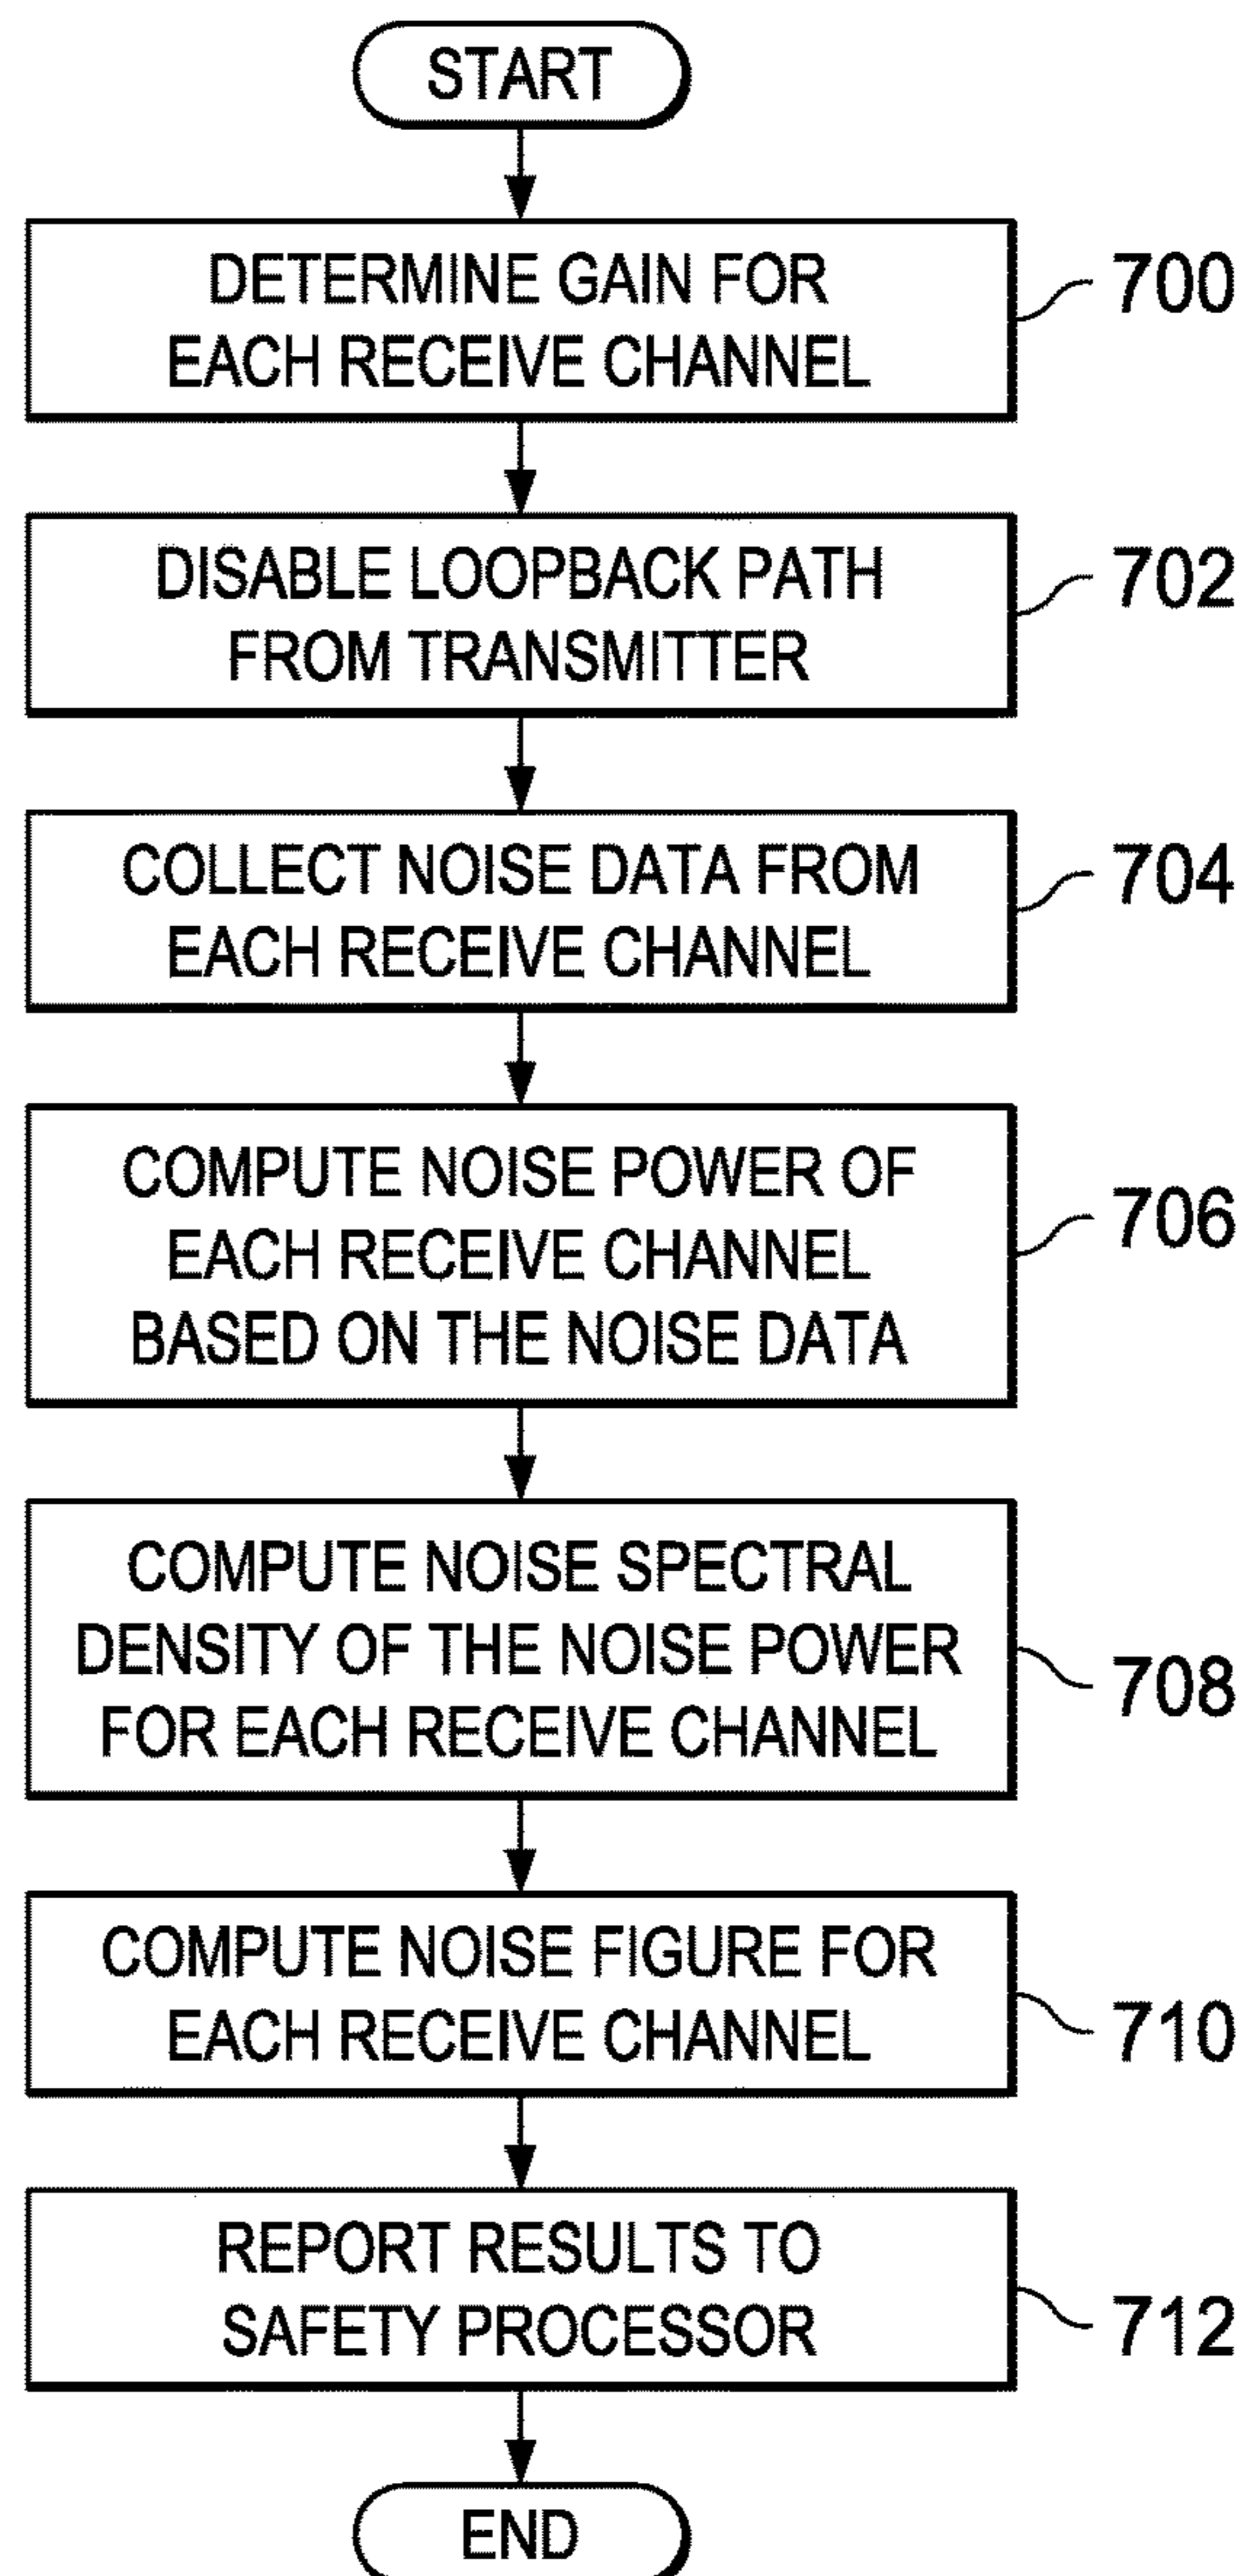 START
DETERMINE GAIN FOR
EACH RECEIVE CHANNEL
700
DISABLE LOOPBACK PATH
FROM TRANSMITTER
702
COLLECT NOISE DATA FROM
EACH RECEIVE CHANNEL
704
COMPUTE NOISE POWER OF
EACH RECEIVE CHANNEL
BASED ON THE NOISE DATA
706
COMPUTE NOISE SPECTRAL
DENSITY OF THE NOISE POWER
FOR EACH RECEIVE CHANNEL
708
COMPUTE NOISE FIGURE FOR
EACH RECEIVE CHANNEL
710
REPORT RESULTS TO
SAFETY PROCESSOR
712
END